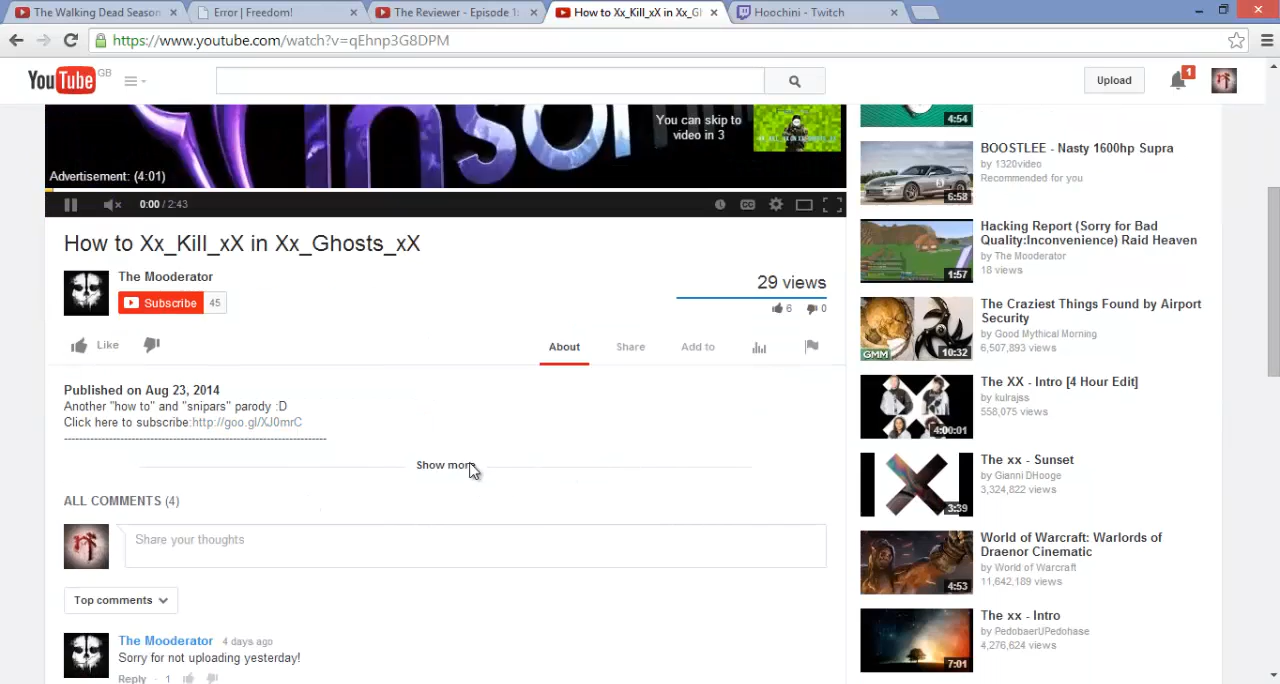 The Walking Dead Season
Error | Freedom!
The Reviewer - Episode 1
How to Xx_Kill_xX in Xx_Gl
Hoochini - Twitch
https://www.youtube.com/watch?v=qEhnp3G8DPM
YouTube GB
Upload
1
You can skip to
video in 3
Advertisement: (4:01)
0:00 / 2:43
How to Xx_Kill_xX in Xx_Ghosts_xX
The Mooderator
Subscribe 45
29 views
6 0
Like
About Share Add to
Published on Aug 23, 2014
Another "how to" and "snipars" parody :D
Click here to subscribe:http://goo.gl/XJ0mrC
-----------------------------------------------------------------------
Show more
ALL COMMENTS (4)
Share your thoughts
Top comments
The Mooderator 4 days ago
Sorry for not uploading yesterday!
Reply · 1
4:54
BOOSTLEE - Nasty 1600hp Supra
by 1320video
Recommended for you
6:58
Hacking Report (Sorry for Bad
Quality:Inconvenience) Raid Heaven
by The Mooderator
18 views
1:57
The Craziest Things Found by Airport
Security
by Good Mythical Morning
6,507,893 views
GMM
10:32
The XX - Intro [4 Hour Edit]
by kulrajss
558,075 views
4:00:01
The xx - Sunset
by Gianni DHooge
3,324,822 views
3:39
World of Warcraft: Warlords of
Draenor Cinematic
by World of Warcraft
11,642,189 views
4:53
The xx - Intro
by PedobaerUPedohase
4,276,624 views
7:01